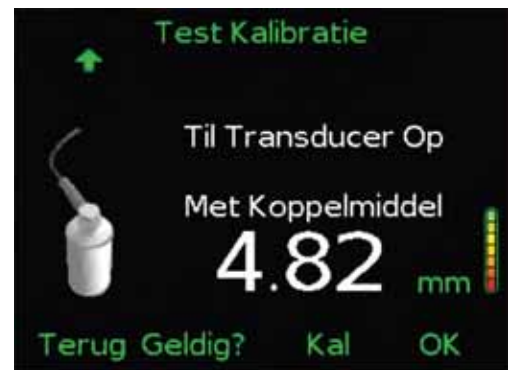 Test Kalibratie
Til Transducer Op
Met Koppelmiddel
4.82 mm
Terug Geldig? Kal OK